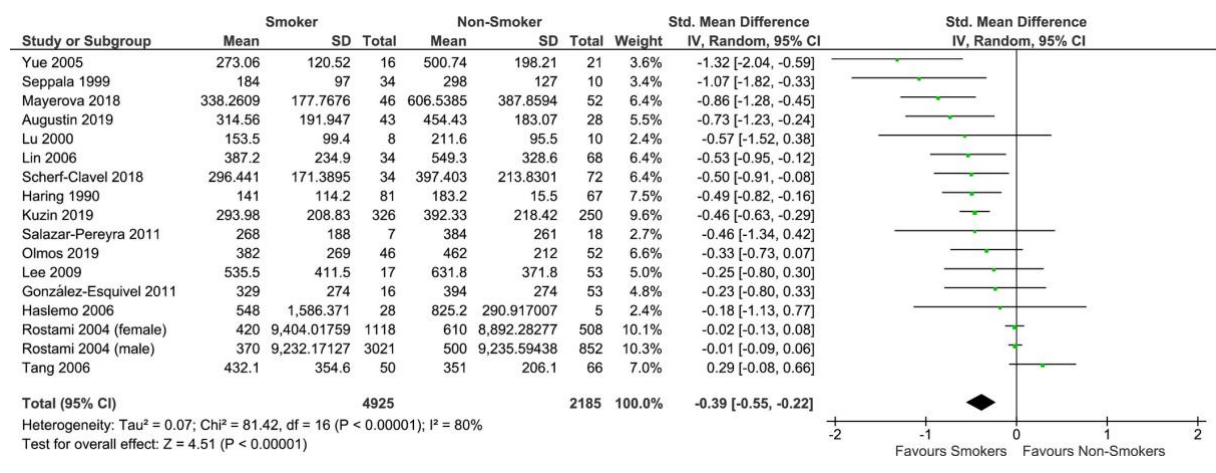 Smoker Non-Smoker Std. Mean Difference Std. Mean Difference
Study or Subgroup Mean SD Total Mean SD Total Weight IV, Random, 95% CI IV, Random, 95% CI
Yue 2005 273.06 120.52 16 500.74 198.21 21 3.6% -1.32 [-2.04, -0.59]
Seppala 1999 184 97 34 298 127 10 3.4% -1.07 [-1.82, -0.33]
Mayerova 2018 338.2609 177.7676 46 606.5385 387.8594 52 6.4% -0.86 [-1.28, -0.45]
Augustin 2019 314.56 191.947 43 454.43 183.07 28 5.5% -0.73 [-1.23, -0.24]
Lu 2000 153.5 99.4 8 211.6 95.5 10 2.4% -0.57 [-1.52, 0.38]
Lin 2006 387.2 234.9 34 549.3 328.6 68 6.4% -0.53 [-0.95, -0.12]
Scherf-Clavel 2018 296.441 171.3895 34 397.403 213.8301 72 6.4% -0.50 [-0.91, -0.08]
Haring 1990 141 114.2 81 183.2 15.5 67 7.5% -0.49 [-0.82, -0.16]
Kuzin 2019 293.98 208.83 326 392.33 218.42 250 9.6% -0.46 [-0.63, -0.29]
Salazar-Pereyra 2011 268 188 7 384 261 18 2.7% -0.46 [-1.34, 0.42]
Olmos 2019 382 269 46 462 212 52 6.6% -0.33 [-0.73, 0.07]
Lee 2009 535.5 411.5 17 631.8 371.8 53 5.0% -0.25 [-0.80, 0.30]
González-Esquivel 2011 329 274 16 394 274 53 4.8% -0.23 [-0.80, 0.33]
Haslemo 2006 548 1,586.371 28 825.2 290.917007 5 2.4% -0.18 [-1.13, 0.77]
Rostami 2004 (female) 420 9,404.01759 1118 610 8,892.28277 508 10.1% -0.02 [-0.13, 0.08]
Rostami 2004 (male) 370 9,232.17127 3021 500 9,235.59438 852 10.3% -0.01 [-0.09, 0.06]
Tang 2006 432.1 354.6 50 351 206.1 66 7.0% 0.29 [-0.08, 0.66]
Total (95% CI) 4925 2185 100.0% -0.39 [-0.55, -0.22]
Heterogeneity: Tau² = 0.07; Chi² = 81.42, df = 16 (P < 0.00001); I² = 80%
Test for overall effect: Z = 4.51 (P < 0.00001)
-2 -1 0 1 2
Favours Smokers Favours Non-Smokers